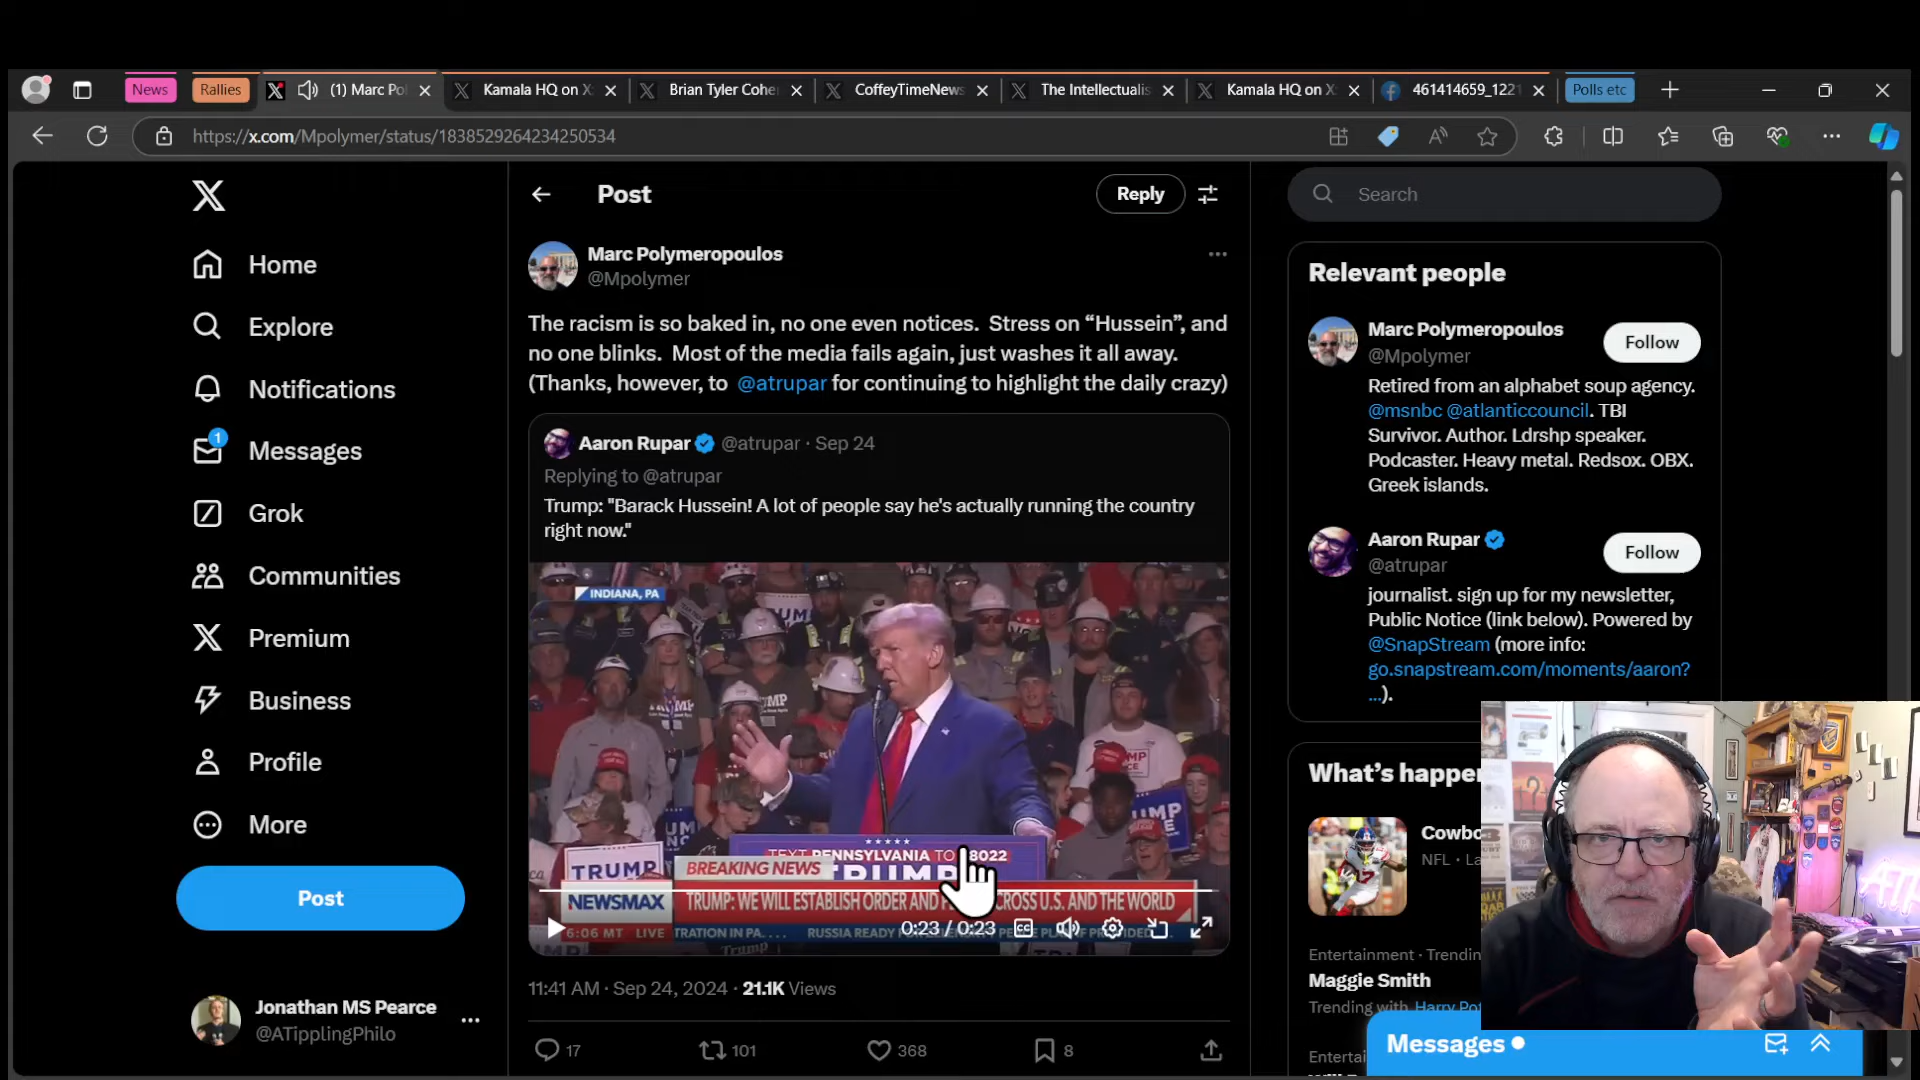 News
Rallies
(1) Marc Po
Kamala HQ on X
Brian Tyler Cohe
CoffeyTimeNews
The Intellectualis
Kamala HQ on X
461414659_1221
Polls etc
https://x.com/Mpolymer/status/1838529264234250534
Home
Explore
Notifications
1
Messages
Grok
Communities
Premium
Business
Profile
More
Post
Jonathan MS Pearce
@ATipplingPhilo
Post
Reply
Marc Polymeropoulos
@Mpolymer
The racism is so baked in, no one even notices. Stress on “Hussein”, and
no one blinks. Most of the media fails again, just washes it all away.
(Thanks, however, to @atrupar for continuing to highlight the daily crazy)
Aaron Rupar @atrupar · Sep 24
Replying to @atrupar
Trump: "Barack Hussein! A lot of people say he's actually running the country
right now."
INDIANA, PA
TEXT PENNSYLVANIA TO 8022
TRUMP
TRUMP
BREAKING NEWS
NEWSMAX
TRUMP: WE WILL ESTABLISH ORDER AND CROSS U.S. AND THE WORLD
6:06 MT LIVE
TRATION IN PA.... RUSSIA READY
0:23 / 0:23
11:41 AM · Sep 24, 2024 · 21.1K Views
17
101
368
8
Search
Relevant people
Marc Polymeropoulos
@Mpolymer
Follow
Retired from an alphabet soup agency.
@msnbc @atlanticcouncil. TBI
Survivor. Author. Ldrshp speaker.
Podcaster. Heavy metal. Redsox. OBX.
Greek islands.
Aaron Rupar
@atrupar
Follow
journalist. sign up for my newsletter,
Public Notice (link below). Powered by
@SnapStream (more info:
go.snapstream.com/moments/aaron?
...).
What’s happen
Cowbo
NFL · La
Entertainment · Trendin
Maggie Smith
Trending with Harry Pot
Entertai
Messages